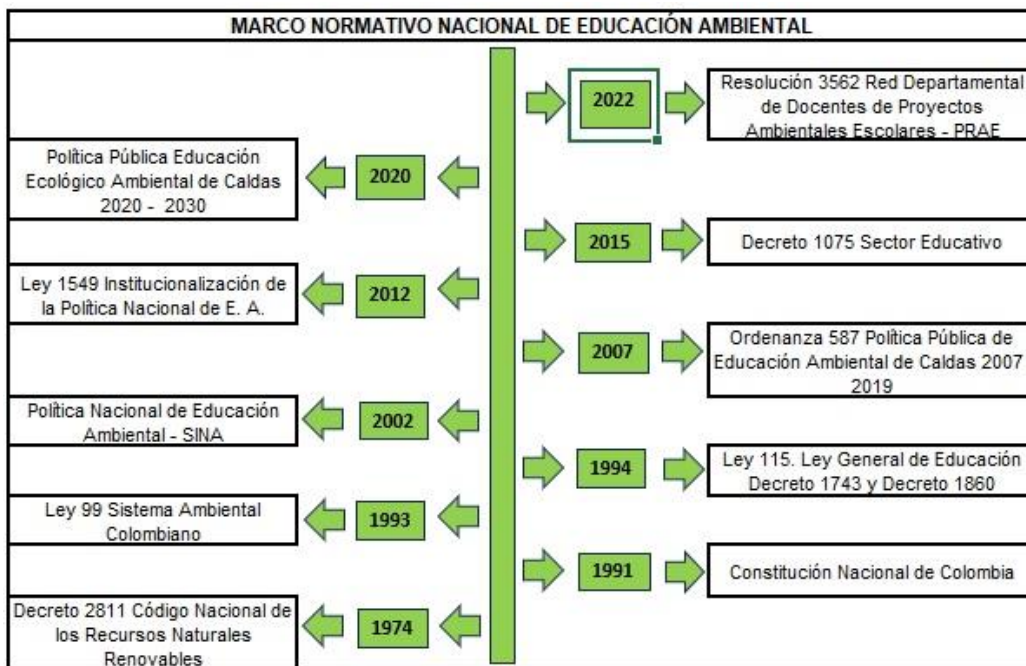 MARCO NORMATIVO NACIONAL DE EDUCACIÓN AMBIENTAL
2022
Resolución 3562 Red Departamental
de Docentes de Proyectos
Ambientales Escolares - PRAE
Política Pública Educación
Ecológico Ambiental de Caldas
2020 - 2030
2020
2015
Decreto 1075 Sector Educativo
Ley 1549 Institucionalización de
la Política Nacional de E. A.
2012
2007
Ordenanza 587 Política Pública de
Educación Ambiental de Caldas 2007
2019
Política Nacional de Educación
Ambiental - SINA
2002
1994
Ley 115. Ley General de Educación
Decreto 1743 y Decreto 1860
Ley 99 Sistema Ambiental
Colombiano
1993
1991
Constitución Nacional de Colombia
Decreto 2811 Código Nacional de
los Recursos Naturales
Renovables
1974